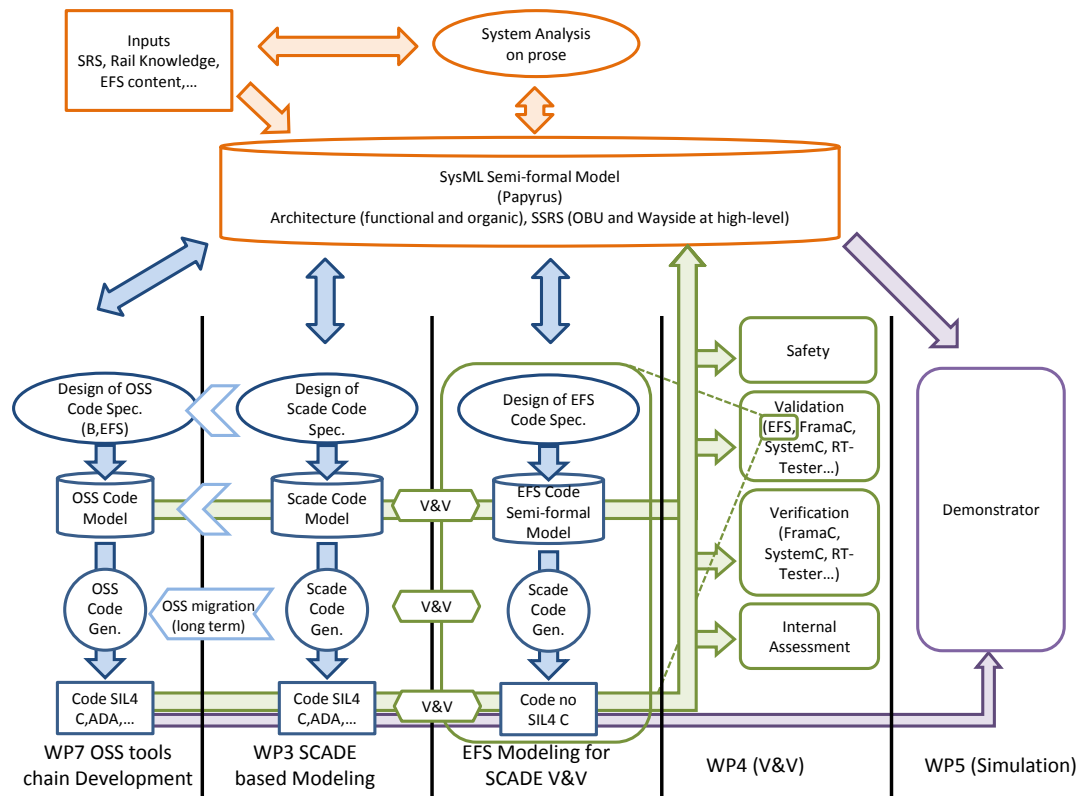 Inputs
SRS, Rail Knowledge,
EFS content,...
System Analysis
on prose
SysML Semi-formal Model
(Papyrus)
Architecture (functional and organic), SSRS (OBU and Wayside at high-level)
Design of OSS
Code Spec.
(B,EFS)
Design of
Scade Code
Spec.
Design of EFS
Code Spec.
Safety
Validation
(EFS, FramaC,
SystemC, RT-
Tester...)
OSS Code
Model
Scade Code
Model
V&V
EFS Code
Semi-formal
Model
Verification
(FramaC,
SystemC, RT-
Tester...)
Demonstrator
OSS
Code
Gen.
OSS migration
(long term)
Scade
Code
Gen.
V&V
Scade
Code
Gen.
Internal
Assessment
Code SIL4
C,ADA,...
Code SIL4
C,ADA,...
V&V
Code no
SIL4 C
WP7 OSS tools
chain Development
WP3 SCADE
based Modeling
EFS Modeling for
SCADE V&V
WP4 (V&V)
WP5 (Simulation)